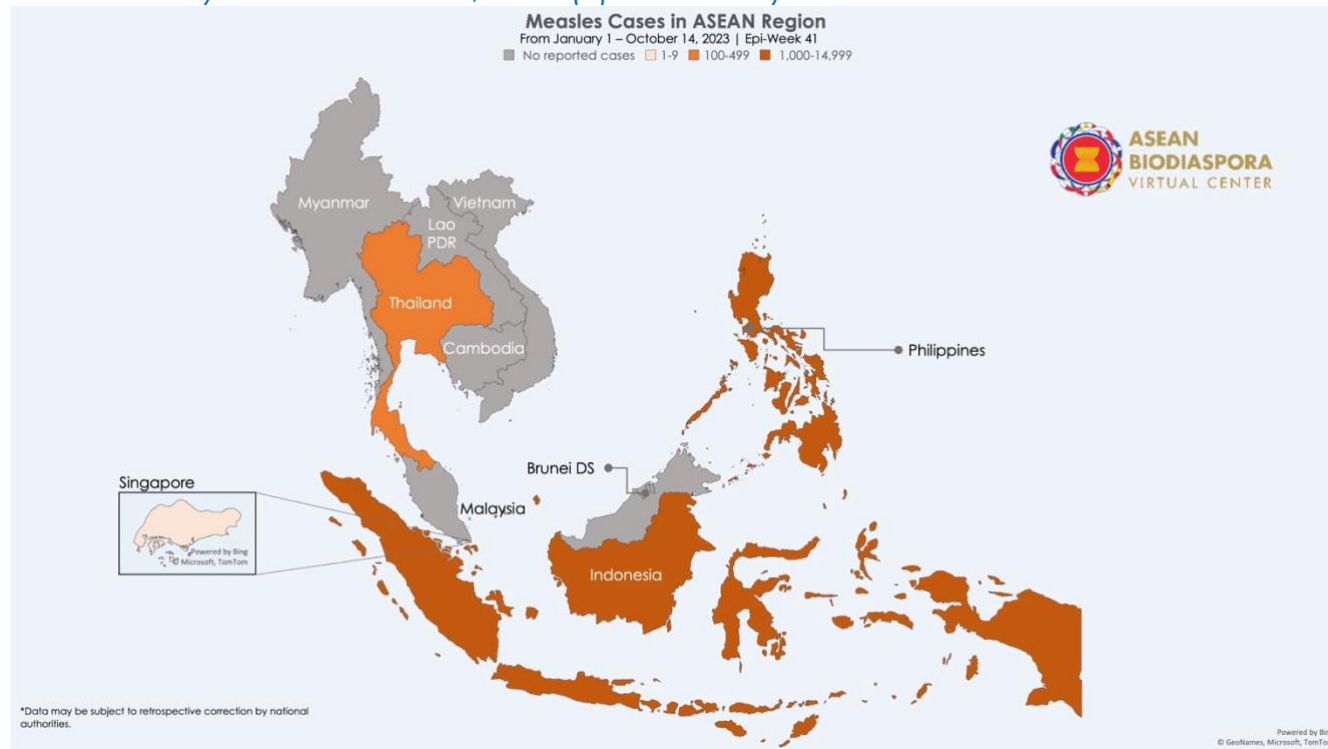 Measles Cases in ASEAN Region
From January 1 – October 14, 2023 | Epi-Week 41
No reported cases 1-9 100-499 1,000-14,999
ASEAN
BIODIASPORA
VIRTUAL CENTER
Myanmar
Vietnam
Lao
PDR
Thailand
Cambodia
Philippines
Brunei DS
Singapore
Malaysia
Powered by Bing
© Microsoft, TomTom
Indonesia
*Data may be subject to retrospective correction by national
authorities.
Powered by Bin
© GeoNames, Microsoft, TomTom